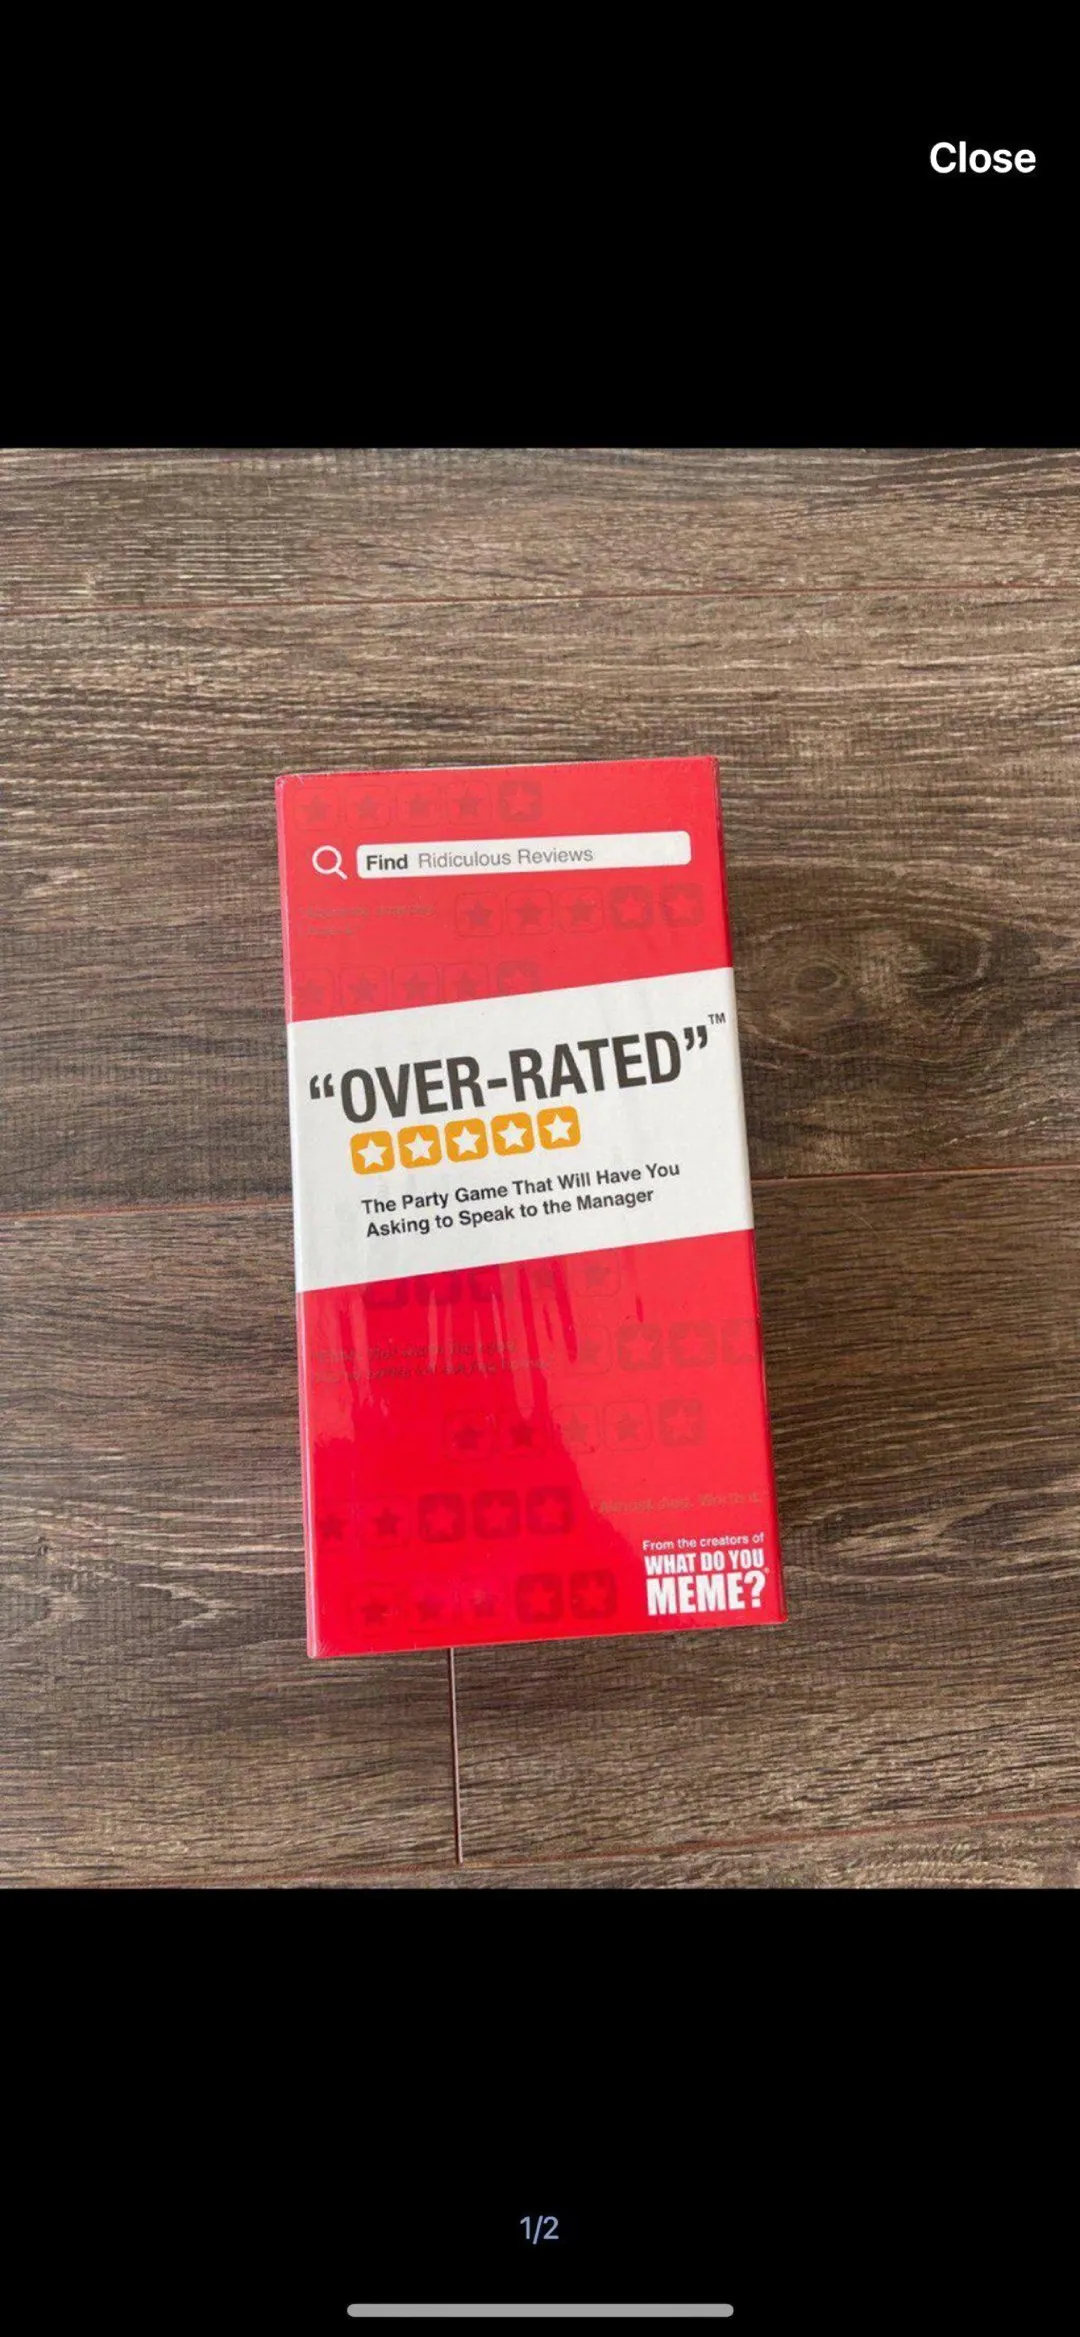 Close
Find Ridiculous Reviews
“OVER-RATED”™
The Party Game That Will Have You
Asking to Speak to the Manager
From the creators of
WHAT DO YOU
MEME?
1/2